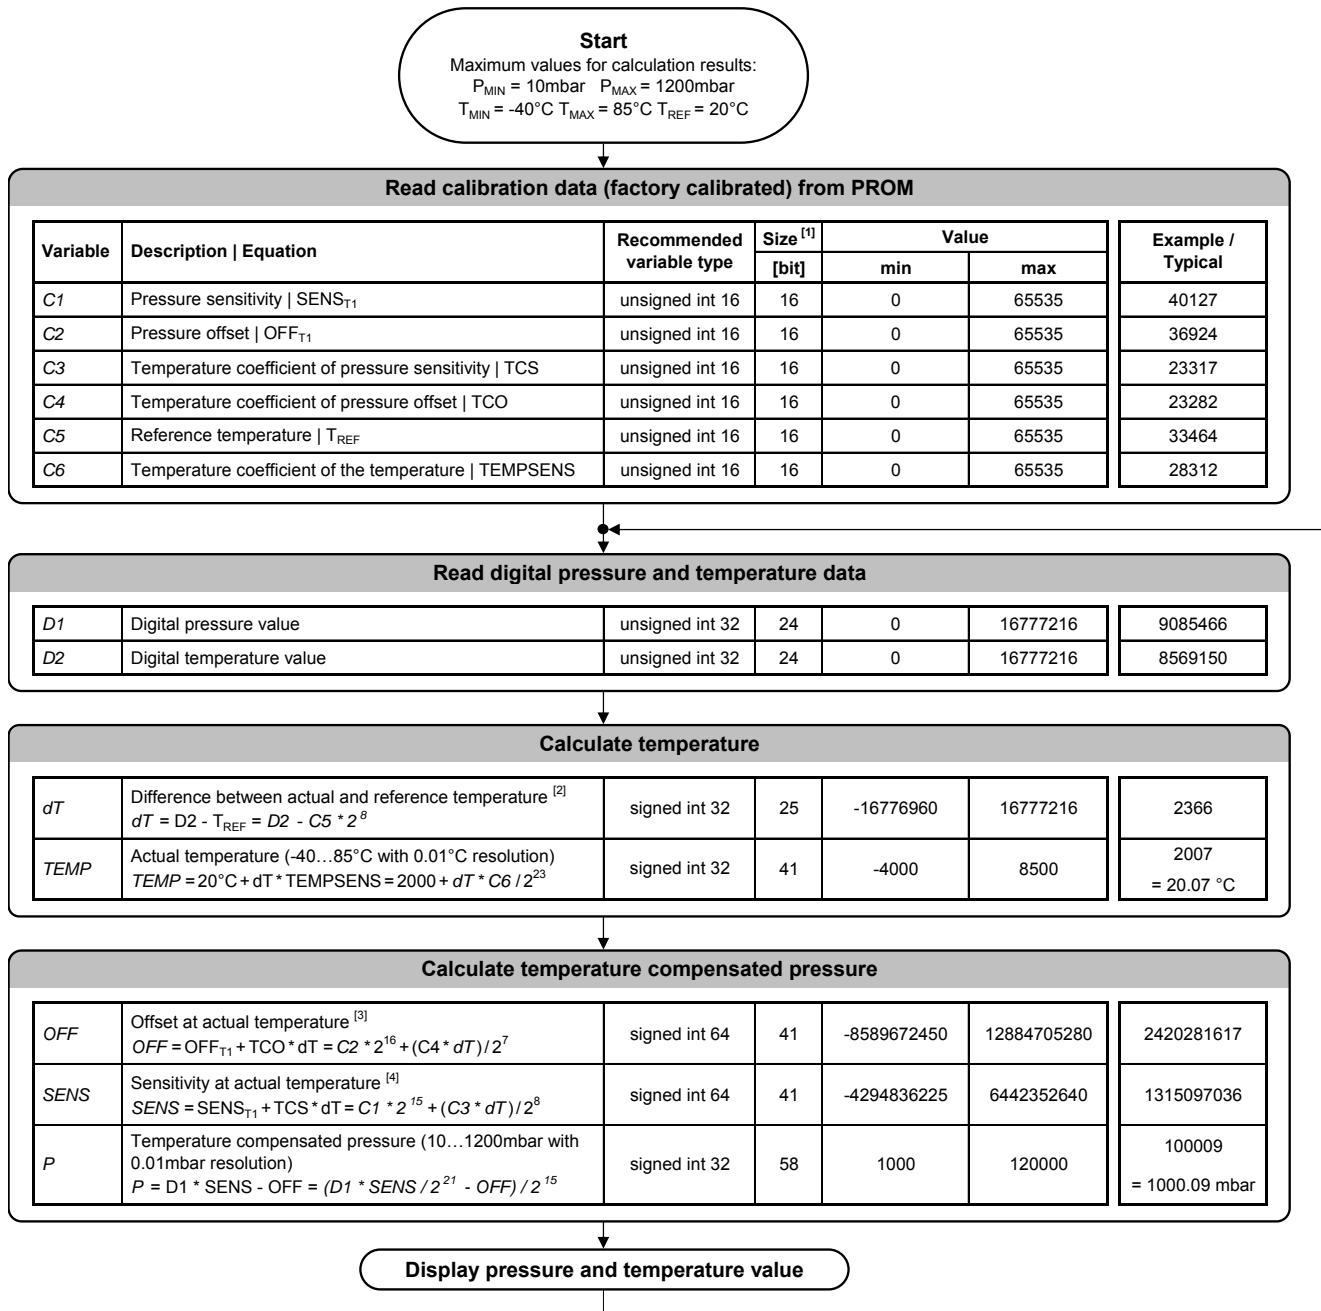 Start
Maximum values for calculation results:
P_MIN = 10mbar P_MAX = 1200mbar
T_MIN = -40°C T_MAX = 85°C T_REF = 20°C
Read calibration data (factory calibrated) from PROM
Variable | Description | Equation | Recommended variable type | Size [1] [bit] | Value min | max | Example / Typical
C1 | Pressure sensitivity | SENS_T1 | unsigned int 16 | 16 | 0 | 65535 | 40127
C2 | Pressure offset | OFF_T1 | unsigned int 16 | 16 | 0 | 65535 | 36924
C3 | Temperature coefficient of pressure sensitivity | TCS | unsigned int 16 | 16 | 0 | 65535 | 23317
C4 | Temperature coefficient of pressure offset | TCO | unsigned int 16 | 16 | 0 | 65535 | 23282
C5 | Reference temperature | T_REF | unsigned int 16 | 16 | 0 | 65535 | 33464
C6 | Temperature coefficient of the temperature | TEMPSENS | unsigned int 16 | 16 | 0 | 65535 | 28312
Read digital pressure and temperature data
D1 | Digital pressure value | unsigned int 32 | 24 | 0 | 16777216 | 9085466
D2 | Digital temperature value | unsigned int 32 | 24 | 0 | 16777216 | 8569150
Calculate temperature
dT | Difference between actual and reference temperature [2]
dT = D2 - T_REF = D2 - C5 * 2^8 | signed int 32 | 25 | -16776960 | 16777216 | 2366
TEMP | Actual temperature (-40…85°C with 0.01°C resolution)
TEMP = 20°C + dT * TEMPSENS = 2000 + dT * C6 / 2^23 | signed int 32 | 41 | -4000 | 8500 | 2007
= 20.07 °C
Calculate temperature compensated pressure
OFF | Offset at actual temperature [3]
OFF = OFF_T1 + TCO * dT = C2 * 2^16 + (C4 * dT) / 2^7 | signed int 64 | 41 | -8589672450 | 12884705280 | 2420281617
SENS | Sensitivity at actual temperature [4]
SENS = SENS_T1 + TCS * dT = C1 * 2^15 + (C3 * dT) / 2^8 | signed int 64 | 41 | -4294836225 | 6442352640 | 1315097036
P | Temperature compensated pressure (10…1200mbar with
0.01mbar resolution)
P = D1 * SENS - OFF = (D1 * SENS / 2^21 - OFF) / 2^15 | signed int 32 | 58 | 1000 | 120000 | 100009
= 1000.09 mbar
Display pressure and temperature value